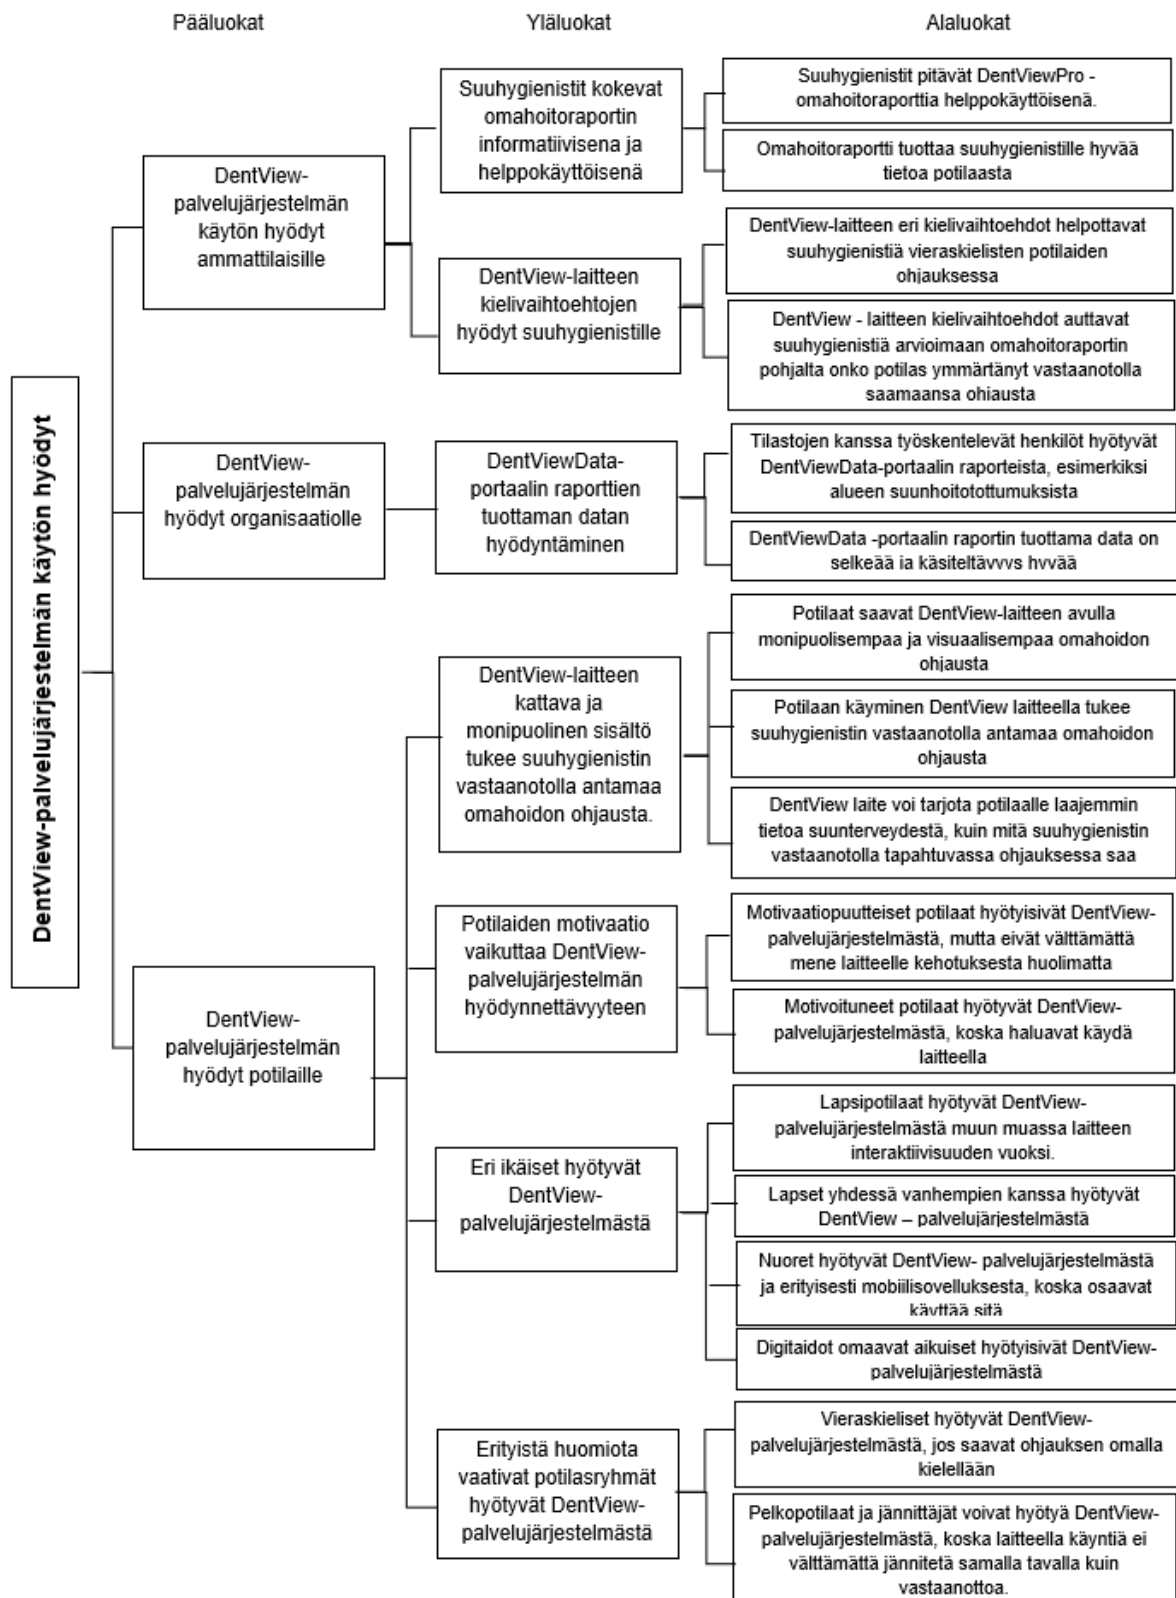 Pääluokat
Yläluokat
Alaluokat
DentView-palvelujärjestelmän käytön hyödyt
DentView-
palvelujärjestelmän
käytön hyödyt
ammattilaisille
Suuhygienistit kokevat
omahoitoraportin
informatiivisena ja
helppokäyttöisenä
Suuhygienistit pitävät DentViewPro -
omahoitoraporttia helppokäyttöisenä.
Omahoitoraportti tuottaa suuhygienistille hyvää
tietoa potilaasta
DentView-laitteen
kielivaihtoehtojen
hyödyt suuhygienistille
DentView-laitteen eri kielivaihtoehdot helpottavat
suuhygienistiä vieraskielisten potilaiden
ohjauksessa
DentView - laitteen kielivaihtoehdot auttavat
suuhygienistiä arvioimaan omahoitoraportin
pohjalta onko potilas ymmärtänyt vastaanotolla
saamaansa ohjausta
DentView-
palvelujärjestelmän
hyödyt organisaatiolle
DentViewData-
portaalin raporttien
tuottaman datan
hyödyntäminen
Tilastojen kanssa työskentelevät henkilöt hyötyvät
DentViewData-portaalin raporteista, esimerkiksi
alueen suunhoitotottumuksista
DentViewData -portaalin raportin tuottama data on
selkeää ja käsiteltävyys hyvää
DentView-
palvelujärjestelmän
hyödyt potilaille
DentView-laitteen
kattava ja
monipuolinen sisältö
tukee suuhygienistin
vastaanotolla antamaa
omahoidon ohjausta.
Potilaat saavat DentView-laitteen avulla
monipuolisempaa ja visuaalisempaa omahoidon
ohjausta
Potilaan käyminen DentView laitteella tukee
suuhygienistin vastaanotolla antamaa omahoidon
ohjausta
DentView laite voi tarjota potilaalle laajemmin
tietoa suunterveydestä, kuin mitä suuhygienistin
vastaanotolla tapahtuvassa ohjauksessa saa
Potilaiden motivaatio
vaikuttaa DentView-
palvelujärjestelmän
hyödynnettävyyteen
Motivaatiopuutteiset potilaat hyötyisivät DentView-
palvelujärjestelmästä, mutta eivät välttämättä
mene laitteelle kehotuksesta huolimatta
Motivoituneet potilaat hyötyvät DentView-
palvelujärjestelmästä, koska haluavat käydä
laitteella
Eri ikäiset hyötyvät
DentView-
palvelujärjestelmästä
Lapsipotilaat hyötyvät DentView-
palvelujärjestelmästä muun muassa laitteen
interaktiivisuuden vuoksi.
Lapset yhdessä vanhempien kanssa hyötyvät
DentView – palvelujärjestelmästä
Nuoret hyötyvät DentView- palvelujärjestelmästä
ja erityisesti mobiilisovelluksesta, koska osaavat
käyttää sitä
Digitaidot omaavat aikuiset hyötyisivät DentView-
palvelujärjestelmästä
Erityistä huomiota
vaativat potilasryhmät
hyötyvät DentView-
palvelujärjestelmästä
Vieraskieliset hyötyvät DentView-
palvelujärjestelmästä, jos saavat ohjauksen omalla
kielellään
Pelkopotilaat ja jännittäjät voivat hyötyä DentView-
palvelujärjestelmästä, koska laitteella käyntiä ei
välttämättä jännitetä samalla tavalla kuin
vastaanottoa.